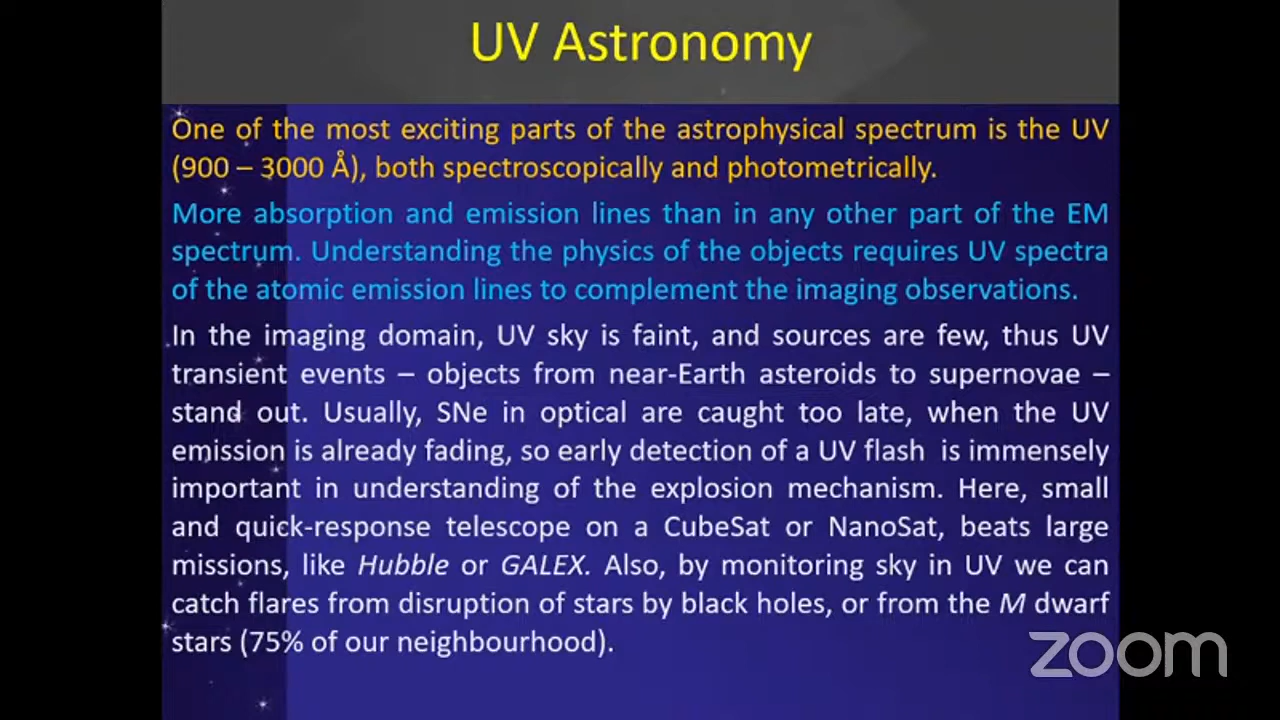 UV Astronomy
One of the most exciting parts of the astrophysical spectrum is the UV
(900 – 3000 Å), both spectroscopically and photometrically.
More absorption and emission lines than in any other part of the EM
spectrum. Understanding the physics of the objects requires UV spectra
of the atomic emission lines to complement the imaging observations.
In the imaging domain, UV sky is faint, and sources are few, thus UV
transient events – objects from near-Earth asteroids to supernovae –
stand out. Usually, SNe in optical are caught too late, when the UV
emission is already fading, so early detection of a UV flash is immensely
important in understanding of the explosion mechanism. Here, small
and quick-response telescope on a CubeSat or NanoSat, beats large
missions, like Hubble or GALEX. Also, by monitoring sky in UV we can
catch flares from disruption of stars by black holes, or from the M dwarf
stars (75% of our neighbourhood).
zoom